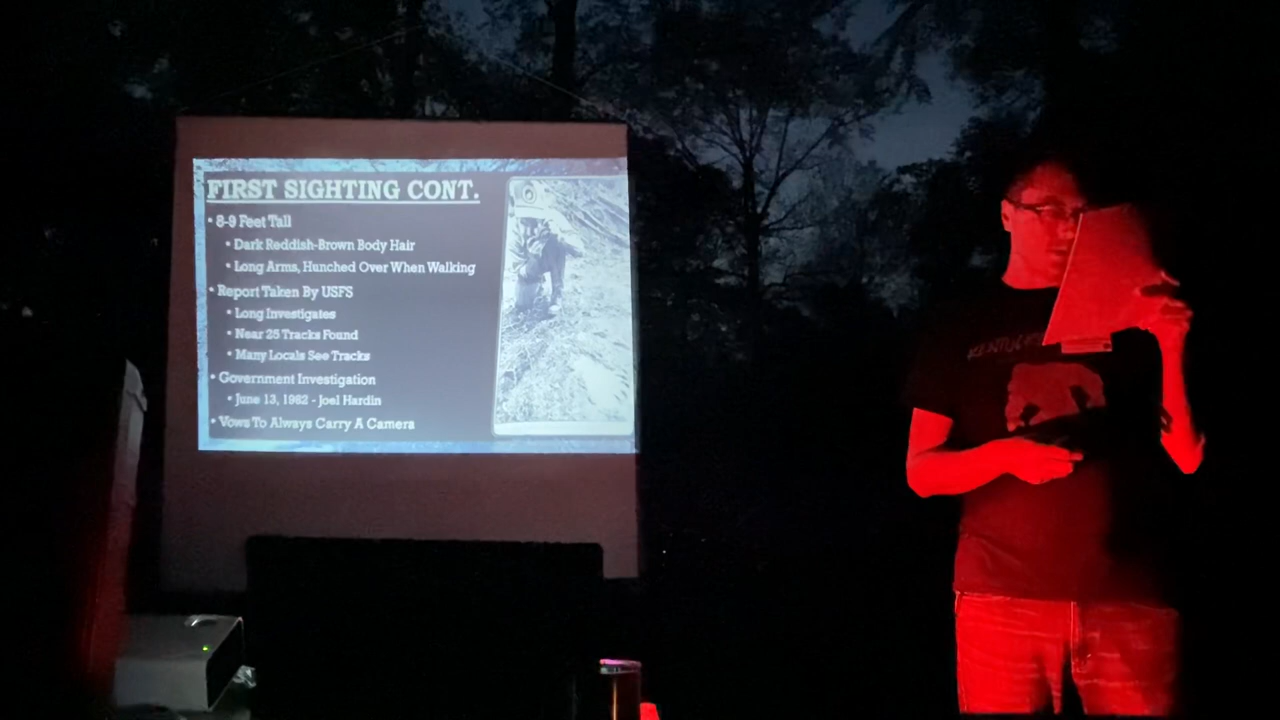 FIRST SIGHTING CONT.
• 8-9 Feet Tall
• Dark Reddish-Brown Body Hair
• Long Arms, Hunched Over When Walking
• Report Taken By USFS
• Long Investigates
• Near 25 Tracks Found
• Many Locals See Tracks
• Government Investigation
• June 13, 1982 - Joel Hardin
• Vows To Always Carry A Camera